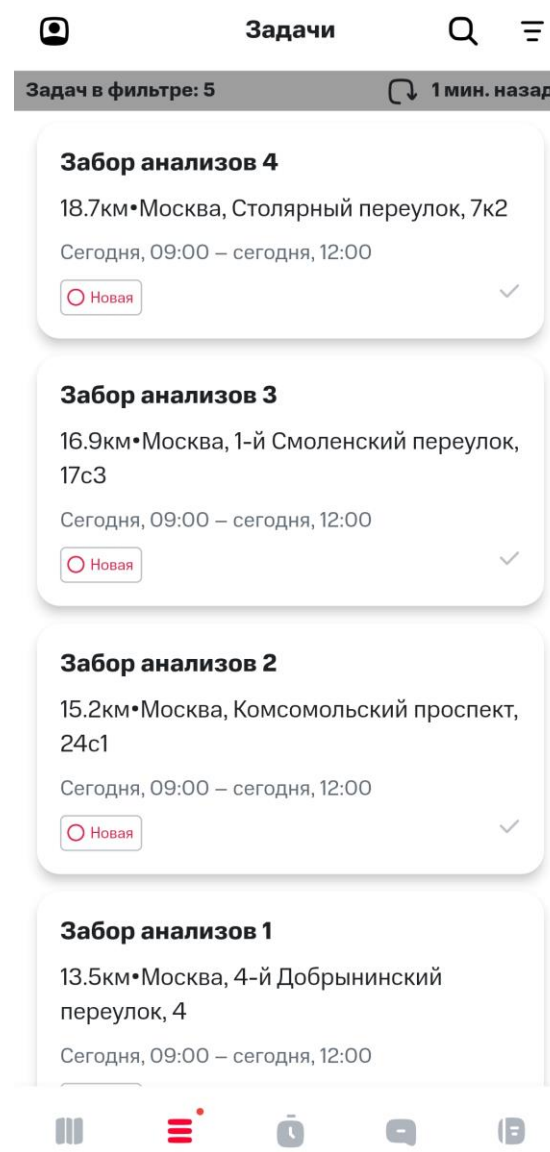 Задачи
Задач в фильтре: 5
1 мин. назад
Забор анализов 4
18.7км•Москва, Столярный переулок, 7к2
Сегодня, 09:00 – сегодня, 12:00
Новая
Забор анализов 3
16.9км•Москва, 1-й Смоленский переулок,
17с3
Сегодня, 09:00 – сегодня, 12:00
Новая
Забор анализов 2
15.2км•Москва, Комсомольский проспект,
24с1
Сегодня, 09:00 – сегодня, 12:00
Новая
Забор анализов 1
13.5км•Москва, 4-й Добрынинский
переулок, 4
Сегодня, 09:00 – сегодня, 12:00